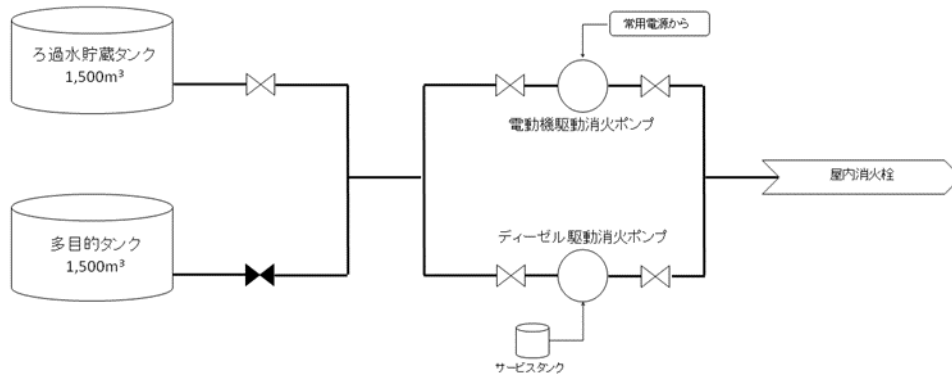 常用電源から
ろ過水貯蔵タンク
1,500m³
電動機駆動消火ポンプ
屋内消火栓
多目的タンク
1,500m³
ディーゼル駆動消火ポンプ
サービスタンク